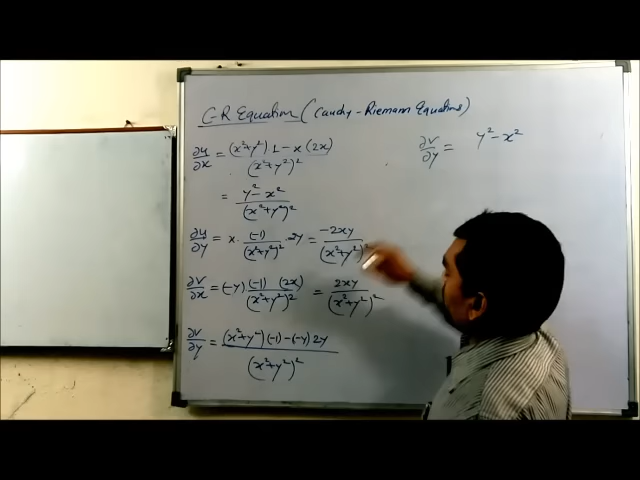 C-R Equation (Caudy-Riemann Equations)
∂u/∂x = ((x²+y²) 1 - x (2x))/(x²+y²)²
= (y² - x²)/(x²+y²)²
∂u/∂y = x · (-1)/(x²+y²)² · 2y = -2xy/(x²+y²)²
∂v/∂x = (-y) (-1) (2x)/(x²+y²)² = 2xy/(x²+y²)²
∂v/∂y = ((x²+y²)(-1) - (-y) 2y)/(x²+y²)²
∂v/∂y = y² - x²